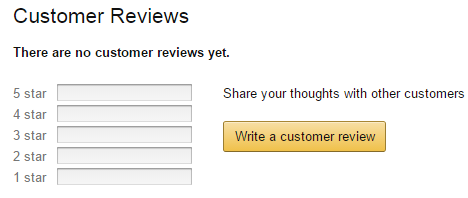 Customer Reviews
There are no customer reviews yet.
5 star
4 star
3 star
2 star
1 star
Share your thoughts with other customers
Write a customer review